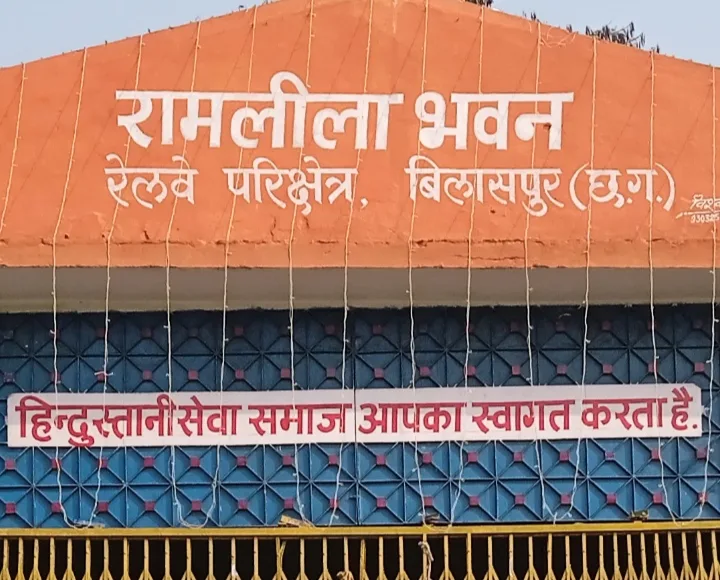 रामलीला भवन
रेलवे परिक्षेत्र, बिलासपुर (छ.ग.)
हिन्दुस्तानी सेवा समाज आपका स्वागत करता है.